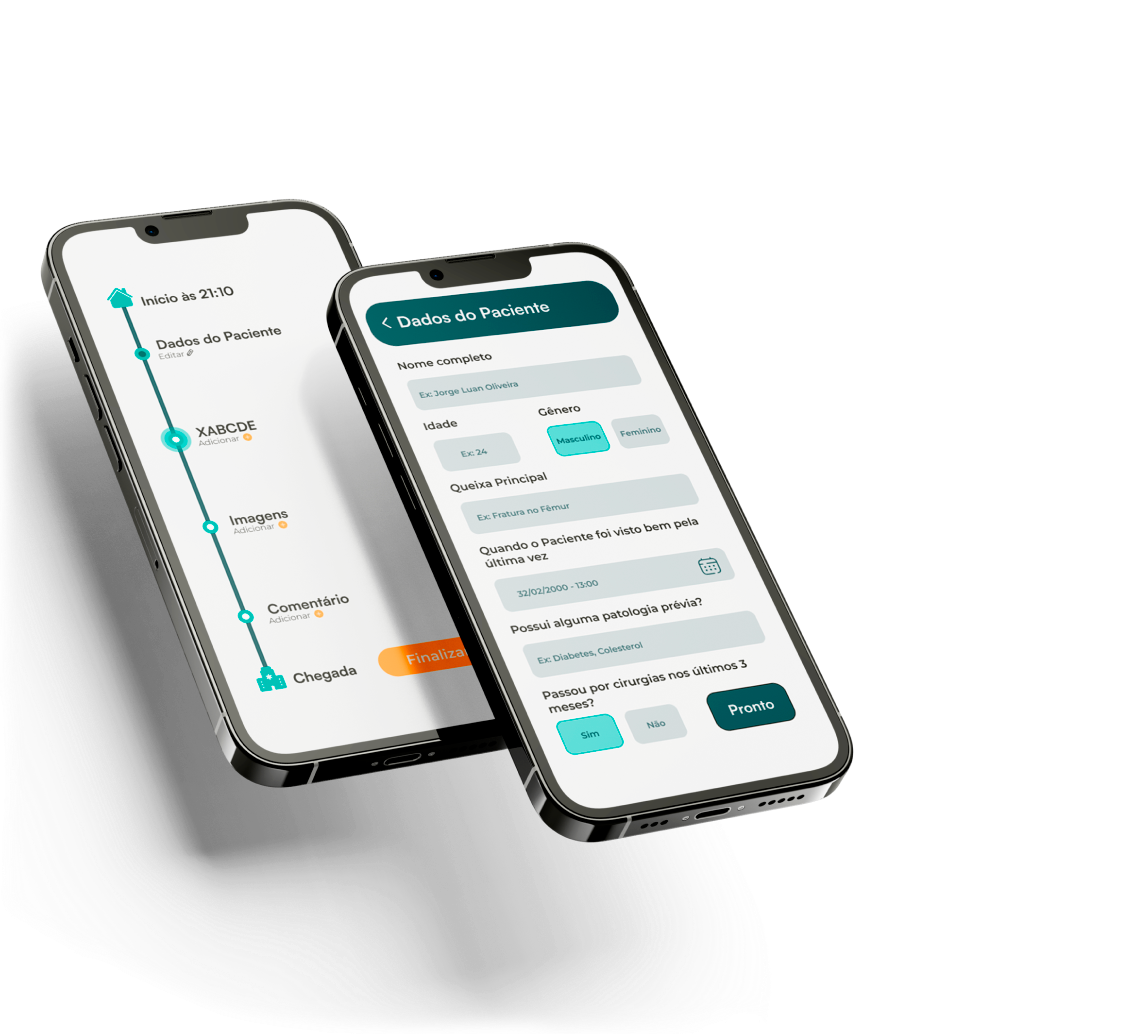 Início às 21:10
Dados do Paciente
Editar
XABCDE
Adicionar
Imagens
Adicionar
Comentário
Adicionar
Chegada
Finaliza
Dados do Paciente
Nome completo
Ex: Jorge Luan Oliveira
Idade
Gênero
Ex: 24
Masculino
Feminino
Queixa Principal
Ex: Fratura no Fêmur
Quando o Paciente foi visto bem pela
última vez
32/02/2000 - 13:00
Possui alguma patologia prévia?
Ex: Diabetes, Colesterol
Passou por cirurgias nos últimos 3
meses?
Sim
Não
Pronto